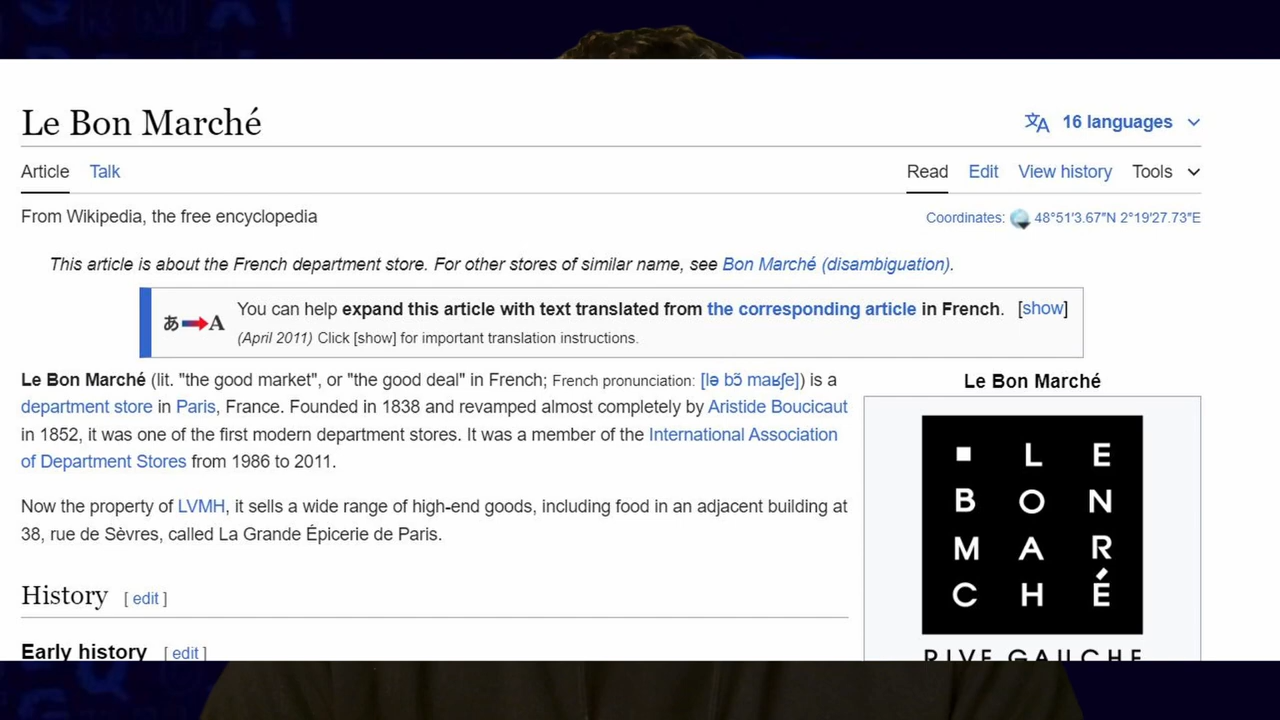 Le Bon Marché
16 languages
Article Talk
Read Edit View history Tools
From Wikipedia, the free encyclopedia
Coordinates: 48°51′3.67″N 2°19′27.73″E
This article is about the French department store. For other stores of similar name, see Bon Marché (disambiguation).
You can help expand this article with text translated from the corresponding article in French. [show]
(April 2011) Click [show] for important translation instructions.
Le Bon Marché (lit. "the good market", or "the good deal" in French; French pronunciation: [lə bɔ̃ maʁʃe]) is a
department store in Paris, France. Founded in 1838 and revamped almost completely by Aristide Boucicaut
in 1852, it was one of the first modern department stores. It was a member of the International Association
of Department Stores from 1986 to 2011.
Now the property of LVMH, it sells a wide range of high-end goods, including food in an adjacent building at
38, rue de Sèvres, called La Grande Épicerie de Paris.
History [ edit ]
Early history [ edit ]
Le Bon Marché
L E
B O N
M A R
C H É
RIVE GAUCHE